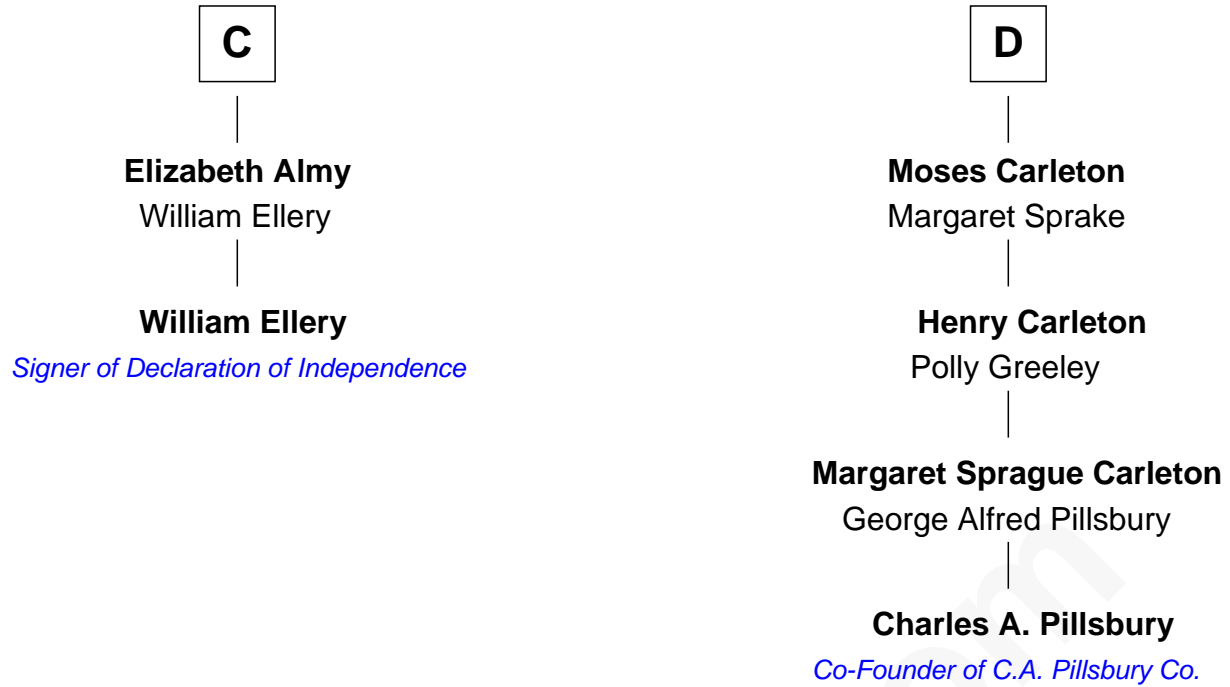 C
Elizabeth Almy
William Ellery
William Ellery
Signer of Declaration of Independence
D
Moses Carleton
Margaret Sprake
Henry Carleton
Polly Greeley
Margaret Sprague Carleton
George Alfred Pillsbury
Charles A. Pillsbury
Co-Founder of C.A. Pillsbury Co.